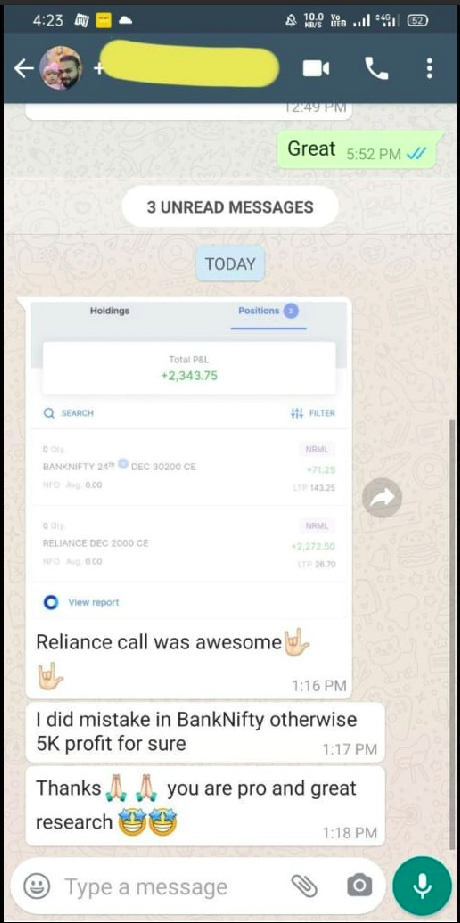 4:23 10.0 KB/S Vo LTE 4G 52
+
12:49 PM
Great 5:52 PM
3 UNREAD MESSAGES
TODAY
Holdings Positions 2
Total P&L
+2,343.75
SEARCH FILTER
0 Qty. NRML
BANKNIFTY 24TH DEC 30200 CE +71.25
NFO Avg. 0.00 LTP 143.25
0 Qty. NRML
RELIANCE DEC 2000 CE +2,272.50
NFO Avg. 0.00 LTP 26.70
View report
Reliance call was awesome🤟🏻
🤟🏻 1:16 PM
I did mistake in BankNifty otherwise
5K profit for sure 1:17 PM
Thanks🙏🏻 🙏🏻 you are pro and great
research 🤩🤩 1:18 PM
Type a message